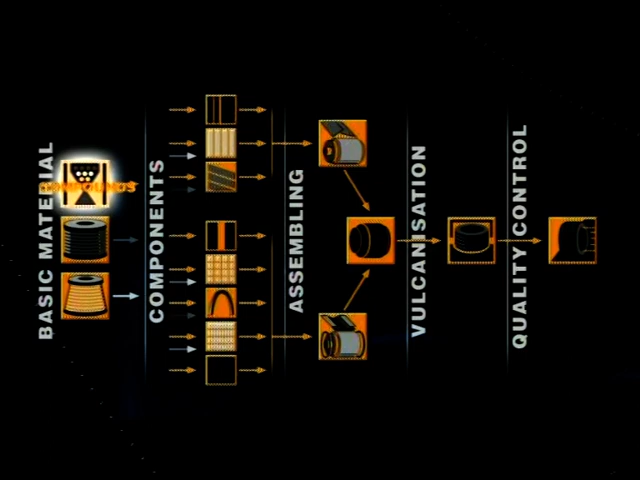 BASIC MATERIAL
COMPOUNDS
COMPONENTS
ASSEMBLING
VULCANISATION
QUALITY CONTROL